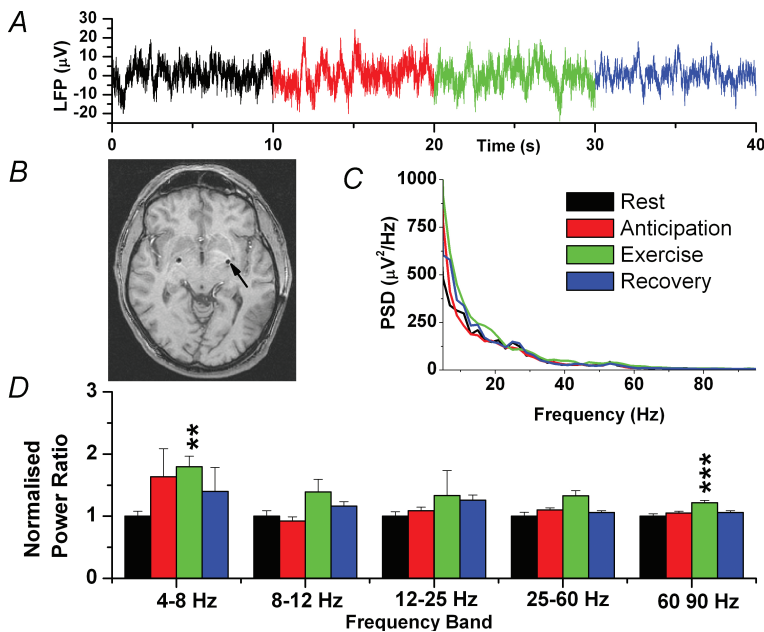 A
LFP (μV)
30
20
10
0
-10
-20
0
10
20
30
40
Time (s)
B
C
PSD (μV²/Hz)
1000
750
500
250
0
20
40
60
80
Frequency (Hz)
Rest
Anticipation
Exercise
Recovery
D
Normalised
Power Ratio
3
2
1
0
**
***
4-8 Hz
8-12 Hz
12-25 Hz
25-60 Hz
60 90 Hz
Frequency Band